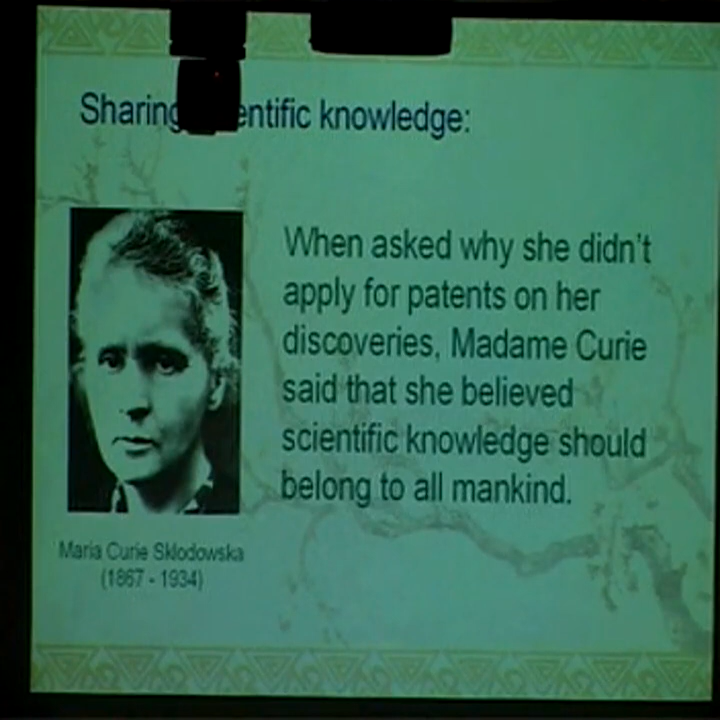 Sharing entific knowledge:
When asked why she didn't
apply for patents on her
discoveries, Madame Curie
said that she believed
scientific knowledge should
belong to all mankind.
Maria Curie Sklodowska
(1867 - 1934)